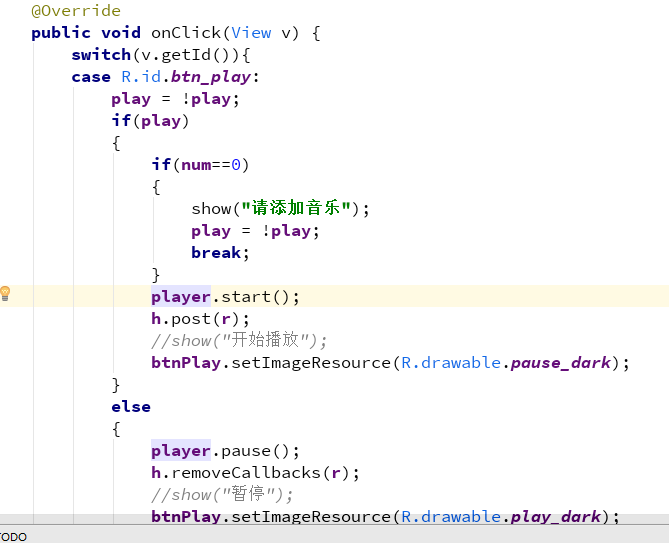 @Override
public void onClick(View v) {
switch(v.getId()){
case R.id.btn_play:
play = !play;
if(play)
{
if(num==0)
{
show("请添加音乐");
play = !play;
break;
}
player.start();
h.post(r);
//show("开始播放");
btnPlay.setImageResource(R.drawable.pause_dark);
}
else
{
player.pause();
h.removeCallbacks(r);
//show("暂停");
btnPlay.setImageResource(R.drawable.play_dark);
TODO